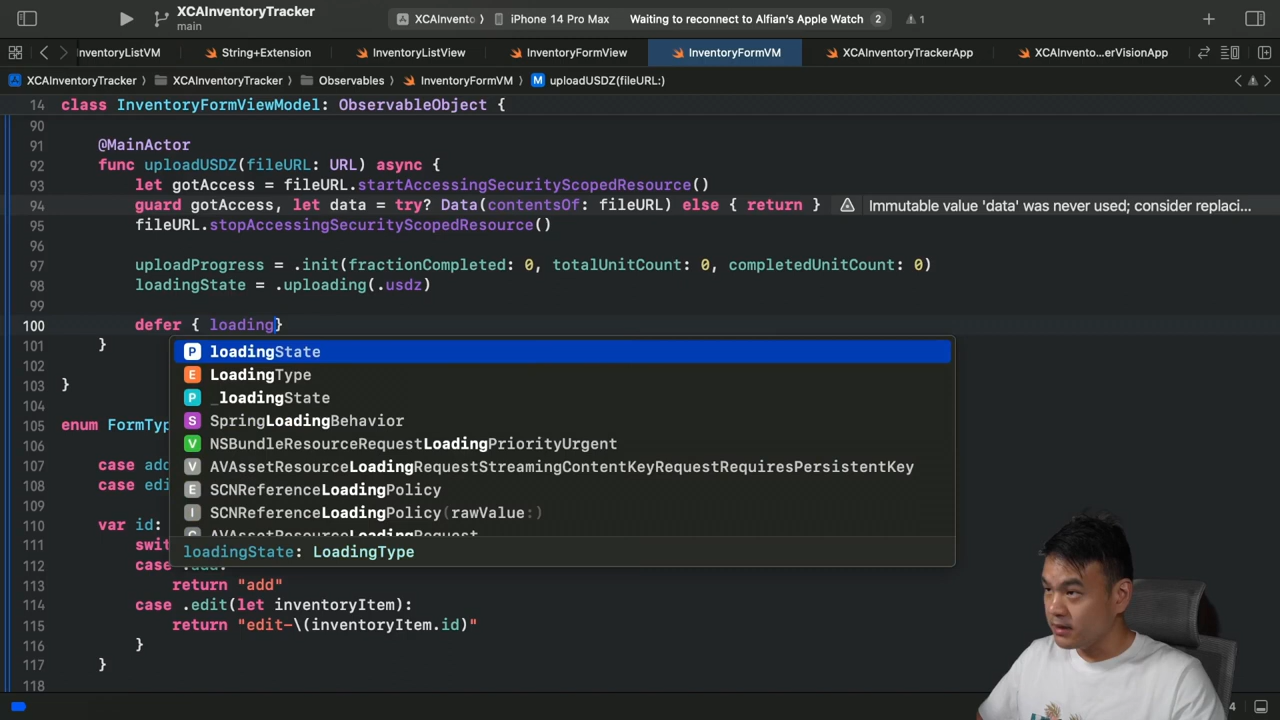 XCAInventoryTracker
main
XCAInvento
iPhone 14 Pro Max
Waiting to reconnect to Alfian's Apple Watch
2
1
nventoryListVM
String+Extension
InventoryListView
InventoryFormView
InventoryFormVM
XCAInventoryTrackerApp
XCAInvento...erVisionApp
XCAInventoryTracker
XCAInventoryTracker
Observables
InventoryFormVM
M uploadUSDZ(fileURL:)
14 class InventoryFormViewModel: ObservableObject {
90
91 @MainActor
92 func uploadUSDZ(fileURL: URL) async {
93 let gotAccess = fileURL.startAccessingSecurityScopedResource()
94 guard gotAccess, let data = try? Data(contentsOf: fileURL) else { return } Immutable value 'data' was never used; consider replaci...
95 fileURL.stopAccessingSecurityScopedResource()
96
97 uploadProgress = .init(fractionCompleted: 0, totalUnitCount: 0, completedUnitCount: 0)
98 loadingState = .uploading(.usdz)
99
100 defer { loading}
101 }
P loadingState
102
E LoadingType
103 }
P _loadingState
104
S SpringLoadingBehavior
105 enum FormTyp
106
V NSBundleResourceRequestLoadingPriorityUrgent
107 case add
V AVAssetResourceLoadingRequestStreamingContentKeyRequestRequiresPersistentKey
108 case edi
E SCNReferenceLoadingPolicy
109
I SCNReferenceLoadingPolicy(rawValue:)
110 var id:
C AVAssetResourceLoadingRequest
111 swit
loadingState: LoadingType
112 case .add:
113 return "add"
114 case .edit(let inventoryItem):
115 return "edit-\(inventoryItem.id)"
116 }
117 }
118
4